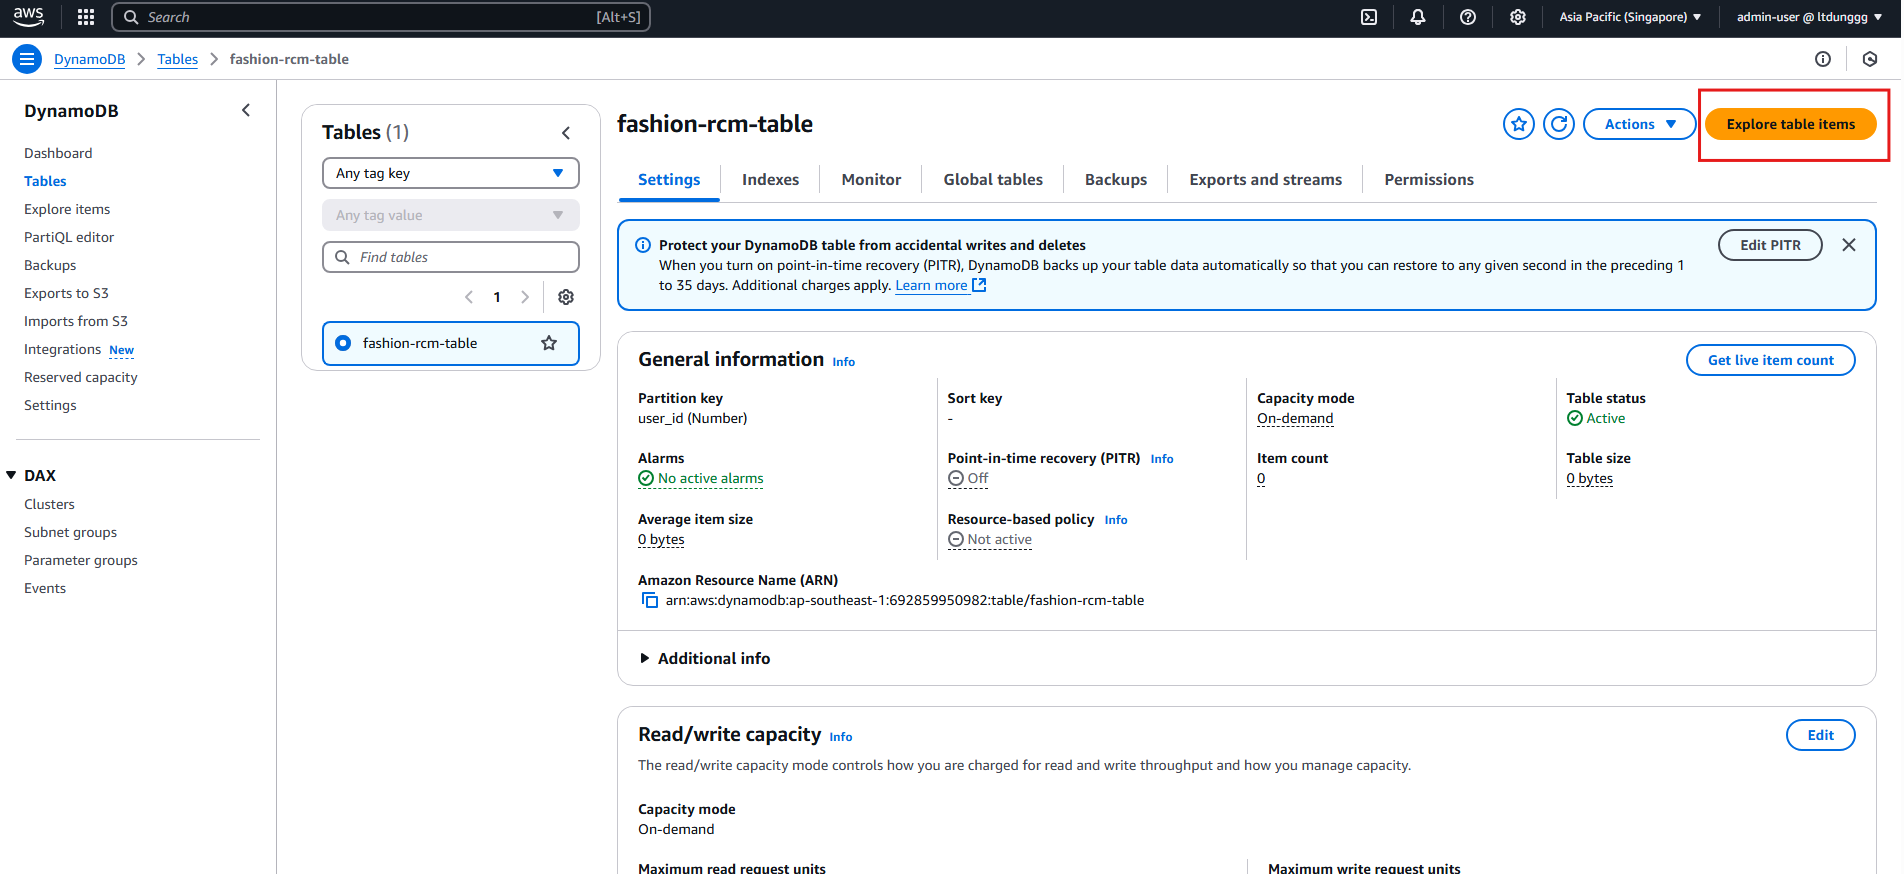 aws
Search
[Alt+S]
Asia Pacific (Singapore)
admin-user @ ltdunggg
DynamoDB
Tables
fashion-rcm-table
DynamoDB
Dashboard
Tables
Explore items
PartiQL editor
Backups
Exports to S3
Imports from S3
Integrations New
Reserved capacity
Settings
DAX
Clusters
Subnet groups
Parameter groups
Events
Tables (1)
Any tag key
Any tag value
Find tables
1
fashion-rcm-table
fashion-rcm-table
Actions
Explore table items
Settings
Indexes
Monitor
Global tables
Backups
Exports and streams
Permissions
Protect your DynamoDB table from accidental writes and deletes
When you turn on point-in-time recovery (PITR), DynamoDB backs up your table data automatically so that you can restore to any given second in the preceding 1
to 35 days. Additional charges apply. Learn more
Edit PITR
General information Info
Get live item count
Partition key
user_id (Number)
Sort key
-
Capacity mode
On-demand
Table status
Active
Alarms
No active alarms
Point-in-time recovery (PITR) Info
Off
Item count
0
Table size
0 bytes
Average item size
0 bytes
Resource-based policy Info
Not active
Amazon Resource Name (ARN)
arn:aws:dynamodb:ap-southeast-1:692859950982:table/fashion-rcm-table
Additional info
Read/write capacity Info
Edit
The read/write capacity mode controls how you are charged for read and write throughput and how you manage capacity.
Capacity mode
On-demand
Maximum read request units
Maximum write request units